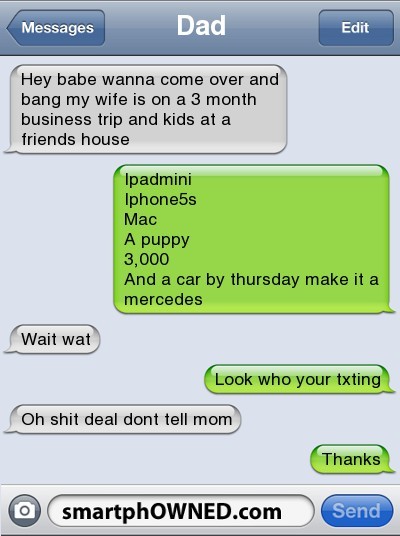 Messages
Dad
Edit
Hey babe wanna come over and
bang my wife is on a 3 month
business trip and kids at a
friends house
Ipadmini
Iphone5s
Mac
A puppy
3,000
And a car by thursday make it a
mercedes
Wait wat
Look who your txting
Oh shit deal dont tell mom
Thanks
smartphOWNED.com
Send